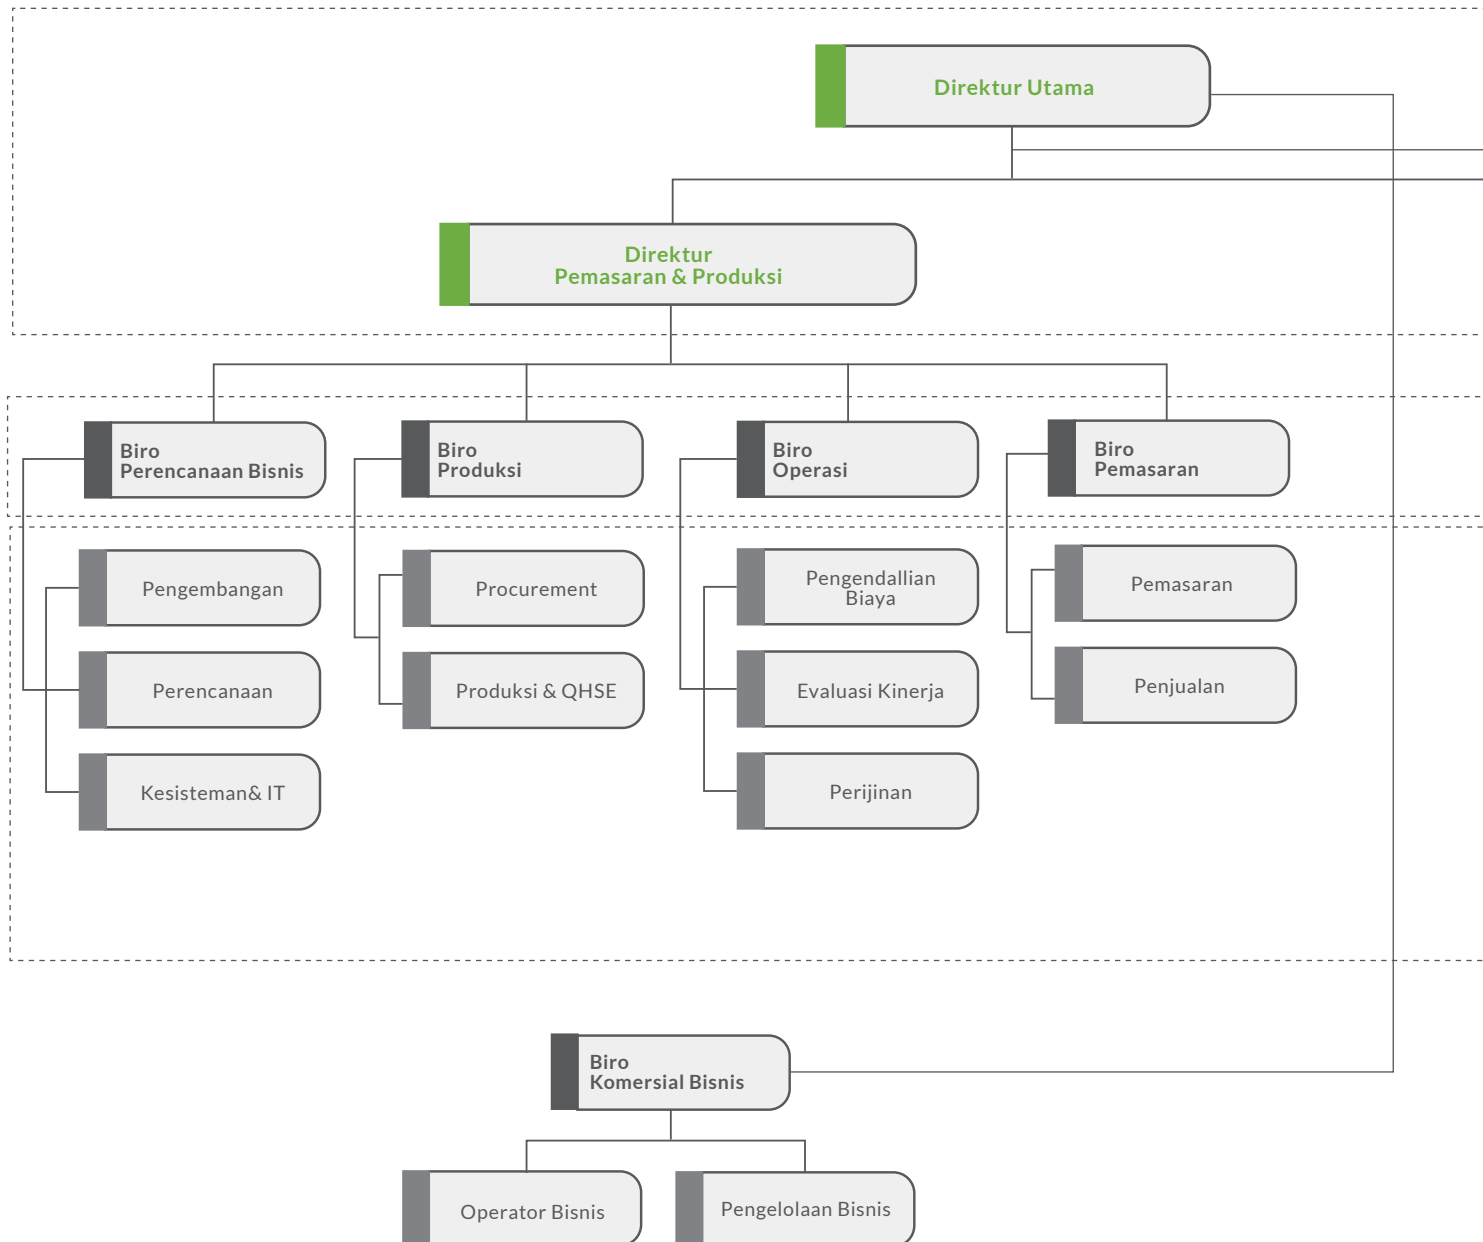 Direktur Utama
Direktur
Pemasaran & Produksi
Biro
Perencanaan Bisnis
Biro
Produksi
Biro
Operasi
Biro
Pemasaran
Pengembangan
Procurement
Pengendallian
Biaya
Pemasaran
Perencanaan
Produksi & QHSE
Evaluasi Kinerja
Penjualan
Kesisteman& IT
Perijinan
Biro
Komersial Bisnis
Operator Bisnis
Pengelolaan Bisnis